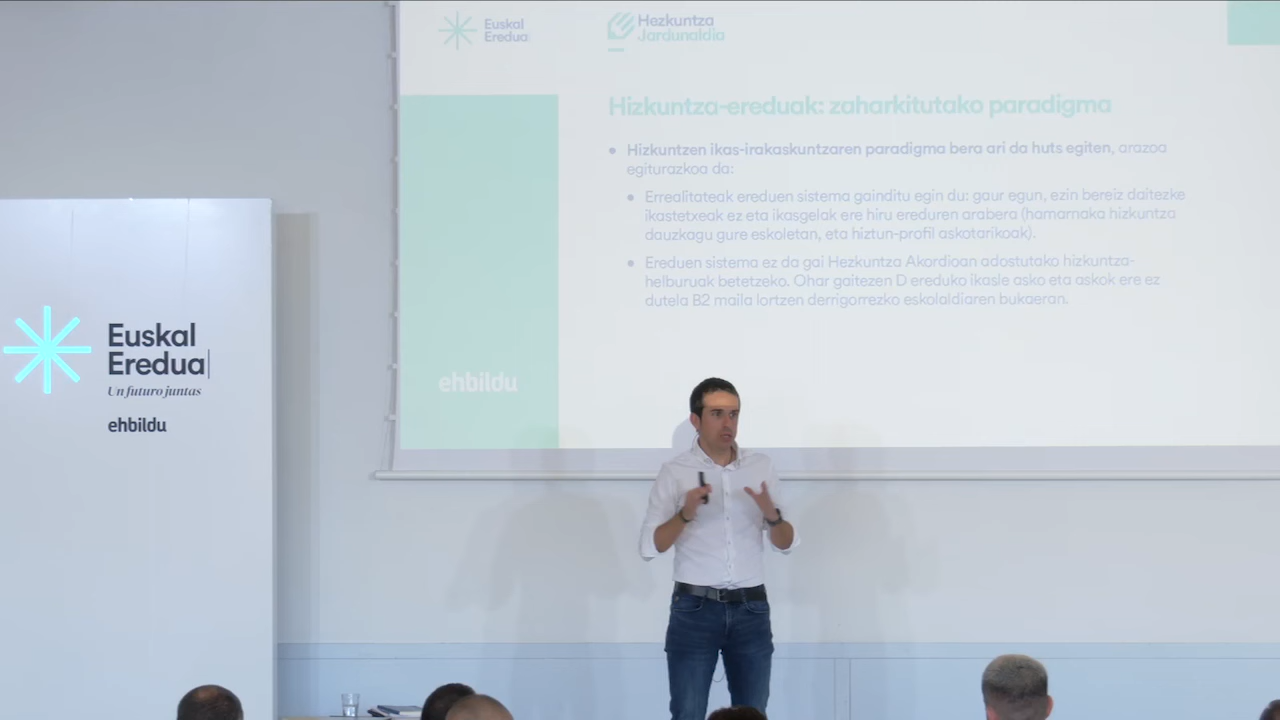 Euskal
Eredua
Hezkuntza
Jardunaldia
Hizkuntza-ereduak: zaharkitutako paradigma
• Hizkuntzen ikas-irakaskuntzaren paradigma bera ari da huts egiten, arazoa
egiturazkoa da:
• Errealitateak ereduen sistema gainditu egin du: gaur egun, ezin bereiz daitezke
ikastetxeak ez eta ikasgelak ere hiru ereduren arabera (hamarnaka hizkuntza
dauzkagu gure eskoletan, eta hiztun-profil askotarikoak).
• Ereduen sistema ez da gai Hezkuntza Akordioan adostutako hizkuntza-
helburuak betetzeko. Ohar gaitezen D ereduko ikasle asko eta askok ere ez
dutela B2 maila lortzen derrigorrezko eskolaldiaren bukaeran.
ehbildu
Euskal
Eredua
Un futuro juntas
ehbildu